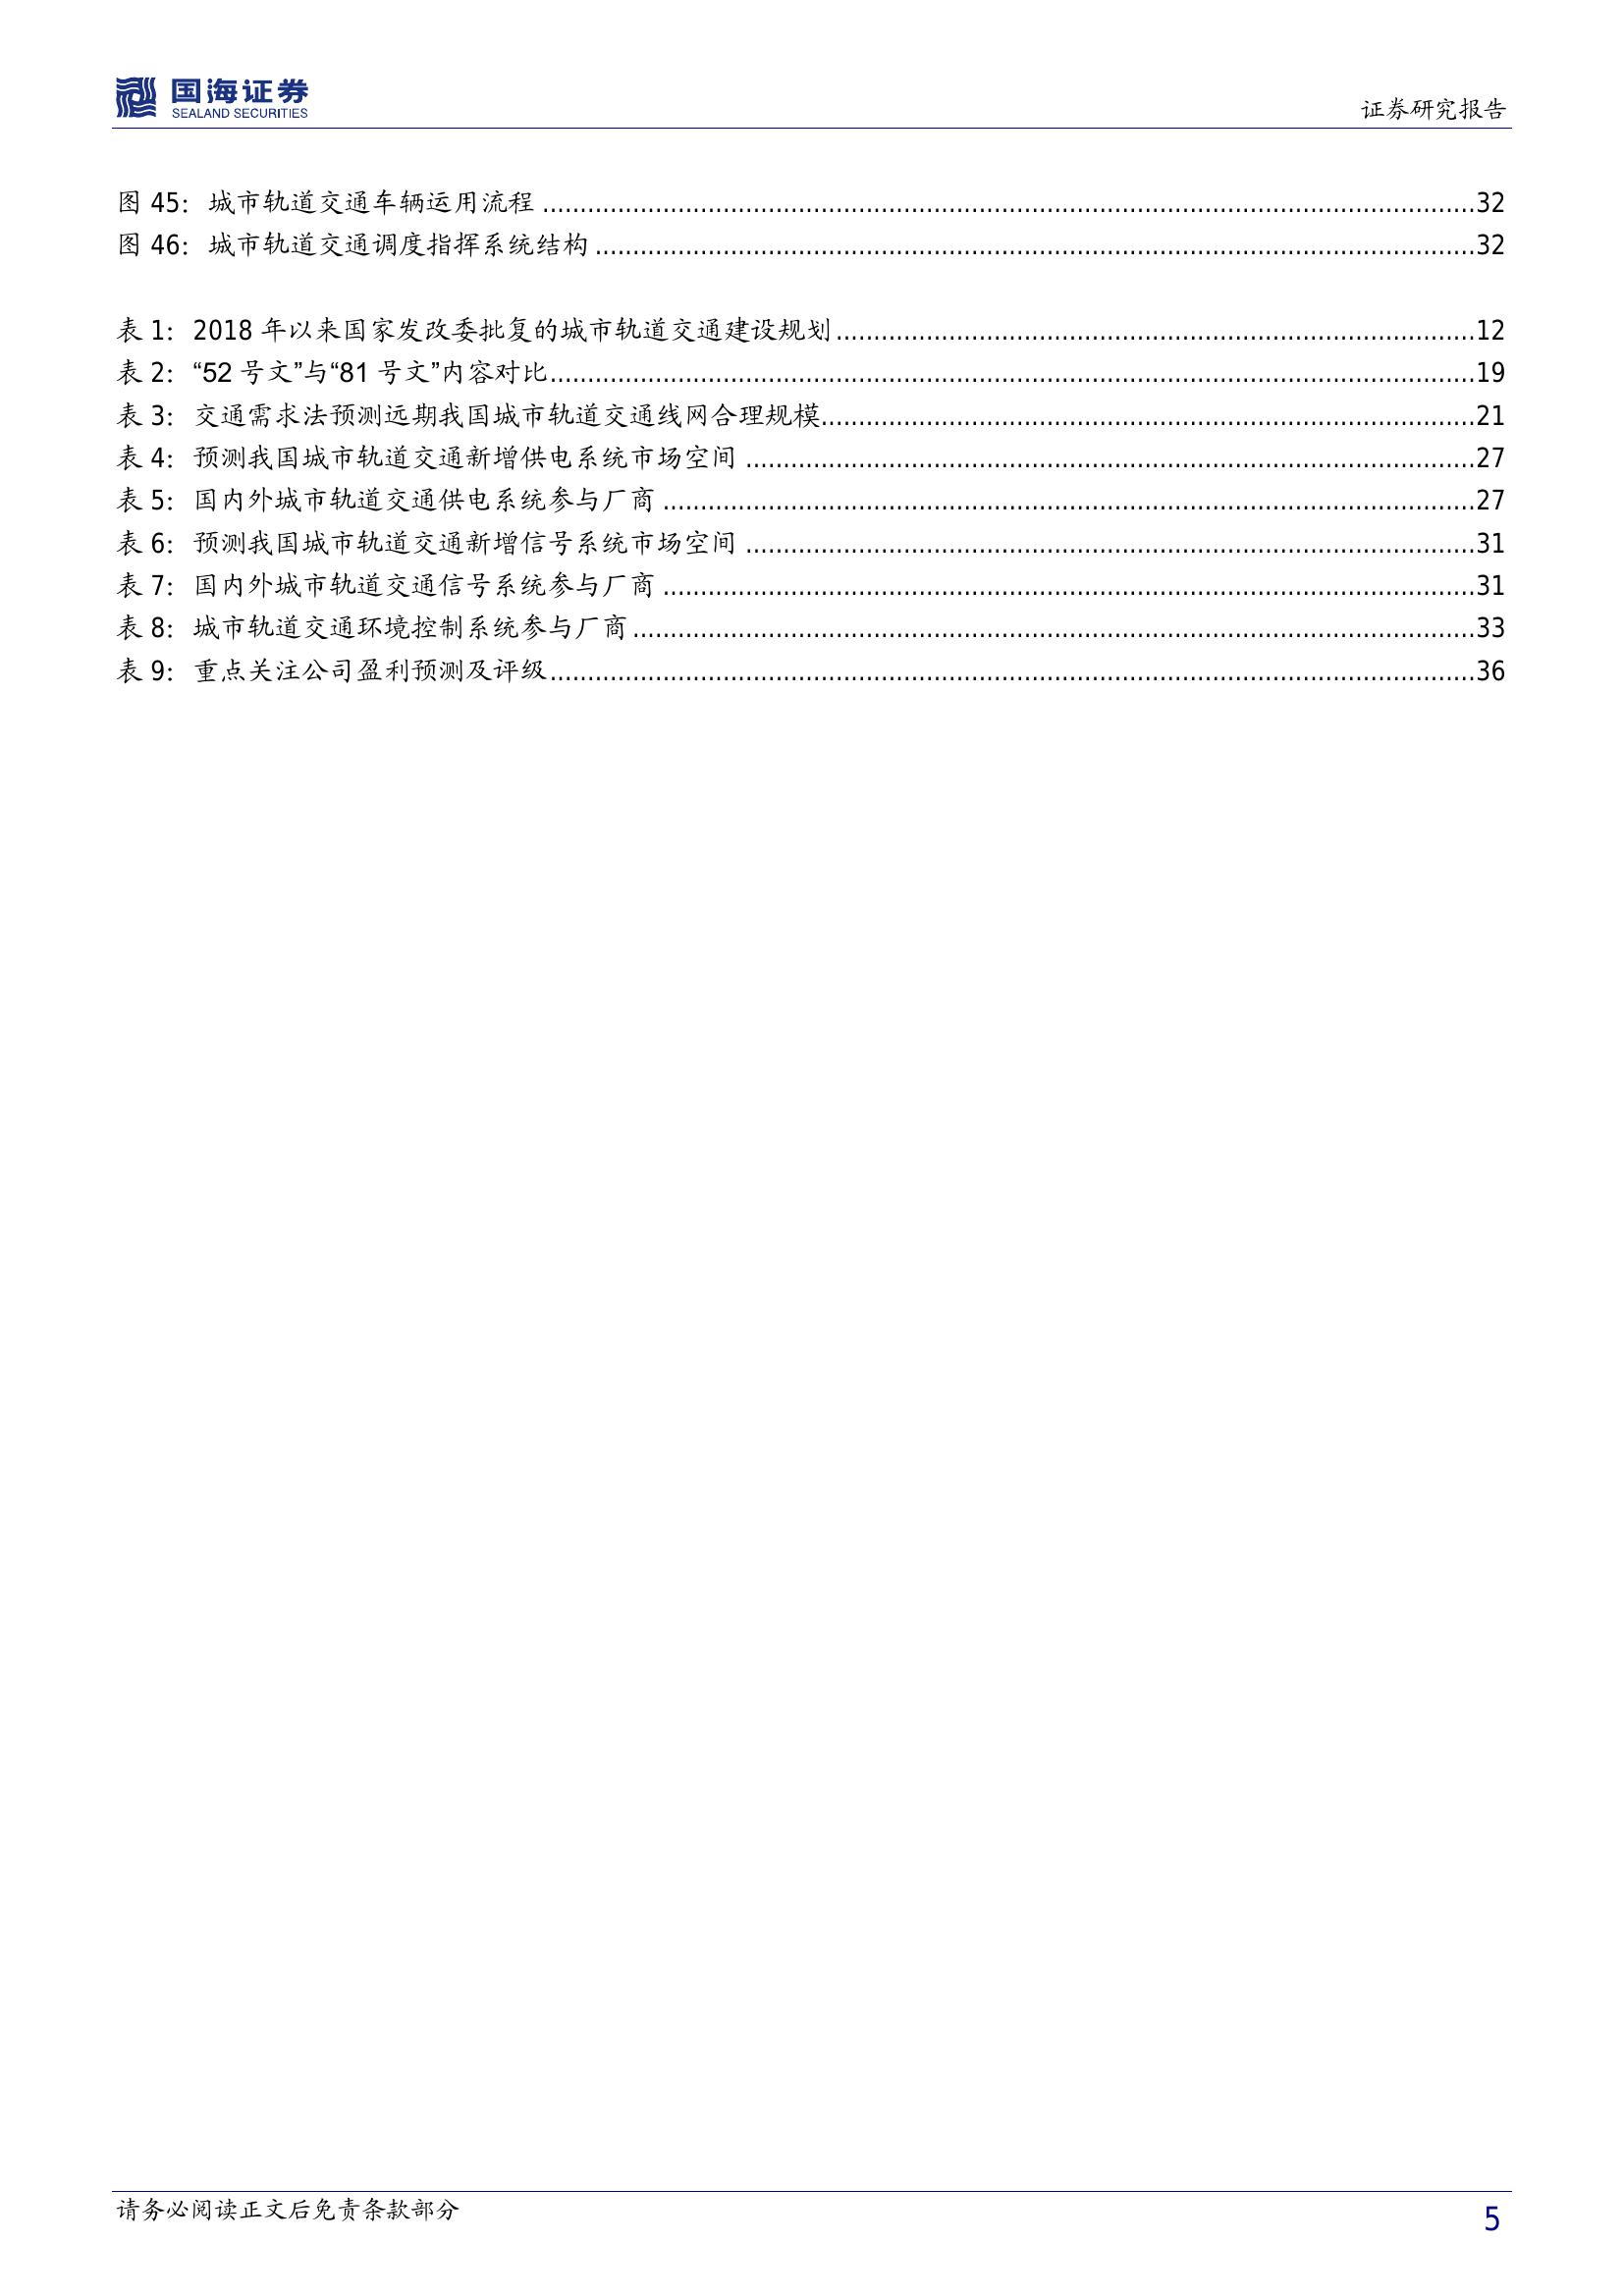 国海证券
SEALAND SECURITIES
证券研究报告
图 45：城市轨道交通车辆运用流程 ........................................ 32
图 46：城市轨道交通调度指挥系统结构 ........................................ 32
表 1：2018 年以来国家发改委批复的城市轨道交通建设规划 ........................................ 12
表 2：“52 号文”与“81 号文”内容对比 ........................................ 19
表 3：交通需求法预测远期我国城市轨道交通线网合理规模 ........................................ 21
表 4：预测我国城市轨道交通新增供电系统市场空间 ........................................ 27
表 5：国内外城市轨道交通供电系统参与厂商 ........................................ 27
表 6：预测我国城市轨道交通新增信号系统市场空间 ........................................ 31
表 7：国内外城市轨道交通信号系统参与厂商 ........................................ 31
表 8：城市轨道交通环境控制系统参与厂商 ........................................ 33
表 9：重点关注公司盈利预测及评级 ........................................ 36
请务必阅读正文后免责条款部分
5